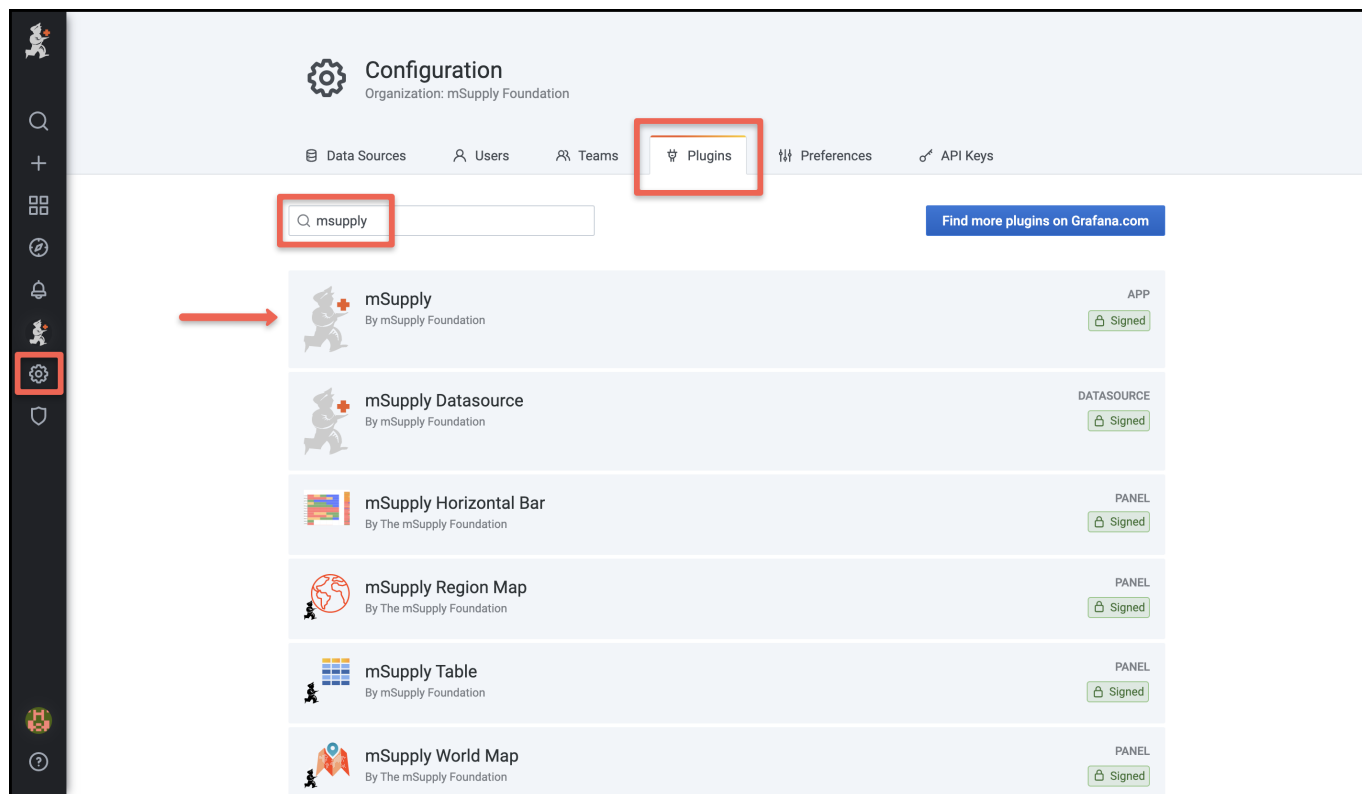 Configuration
Organization: mSupply Foundation
Data Sources
Users
Teams
Plugins
Preferences
API Keys
msupply
Find more plugins on Grafana.com
mSupply
By mSupply Foundation
APP
Signed
mSupply Datasource
By mSupply Foundation
DATASOURCE
Signed
mSupply Horizontal Bar
By The mSupply Foundation
PANEL
Signed
mSupply Region Map
By The mSupply Foundation
PANEL
Signed
mSupply Table
By mSupply Foundation
PANEL
Signed
mSupply World Map
By The mSupply Foundation
PANEL
Signed